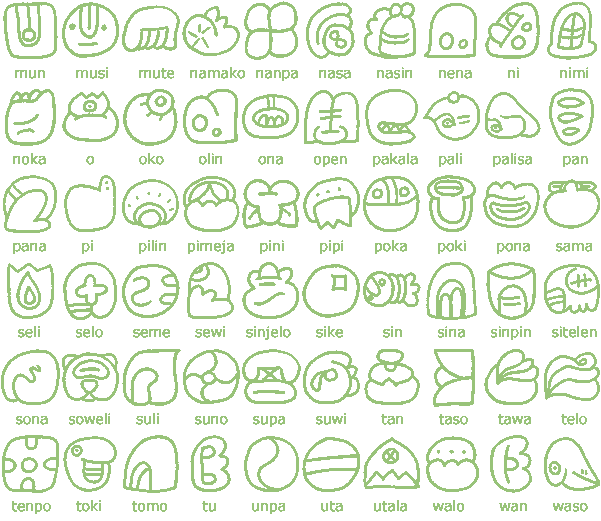 mun musi mute namako nanpa nasa nasin nena ni nimi
noka o oko olin ona open pakala pali palisa pan
pana pi pilin pimeja pini pipi poka poki pona sama
seli selo seme sewi sinjelo sike sin sina sinpin sitelen
sona soweli suli suno supa suwi tan taso tawa telo
tenpo toki tomo tu unpa uta utala walo wan waso